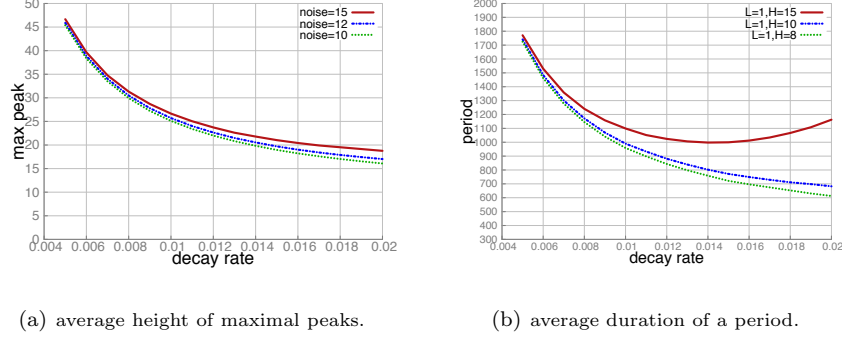 50
45
40
35
30
25
20
15
10
5
0
max peak
noise=15
noise=12
noise=10
0.004 0.006 0.008 0.01 0.012 0.014 0.016 0.018 0.02
decay rate
(a) average height of maximal peaks.
2000
1900
1800
1700
1600
1500
1400
1300
1200
1100
1000
900
800
700
600
500
400
300
period
L=1,H=15
L=1,H=10
L=1,H=8
0.004 0.006 0.008 0.01 0.012 0.014 0.016 0.018 0.02
decay rate
(b) average duration of a period.